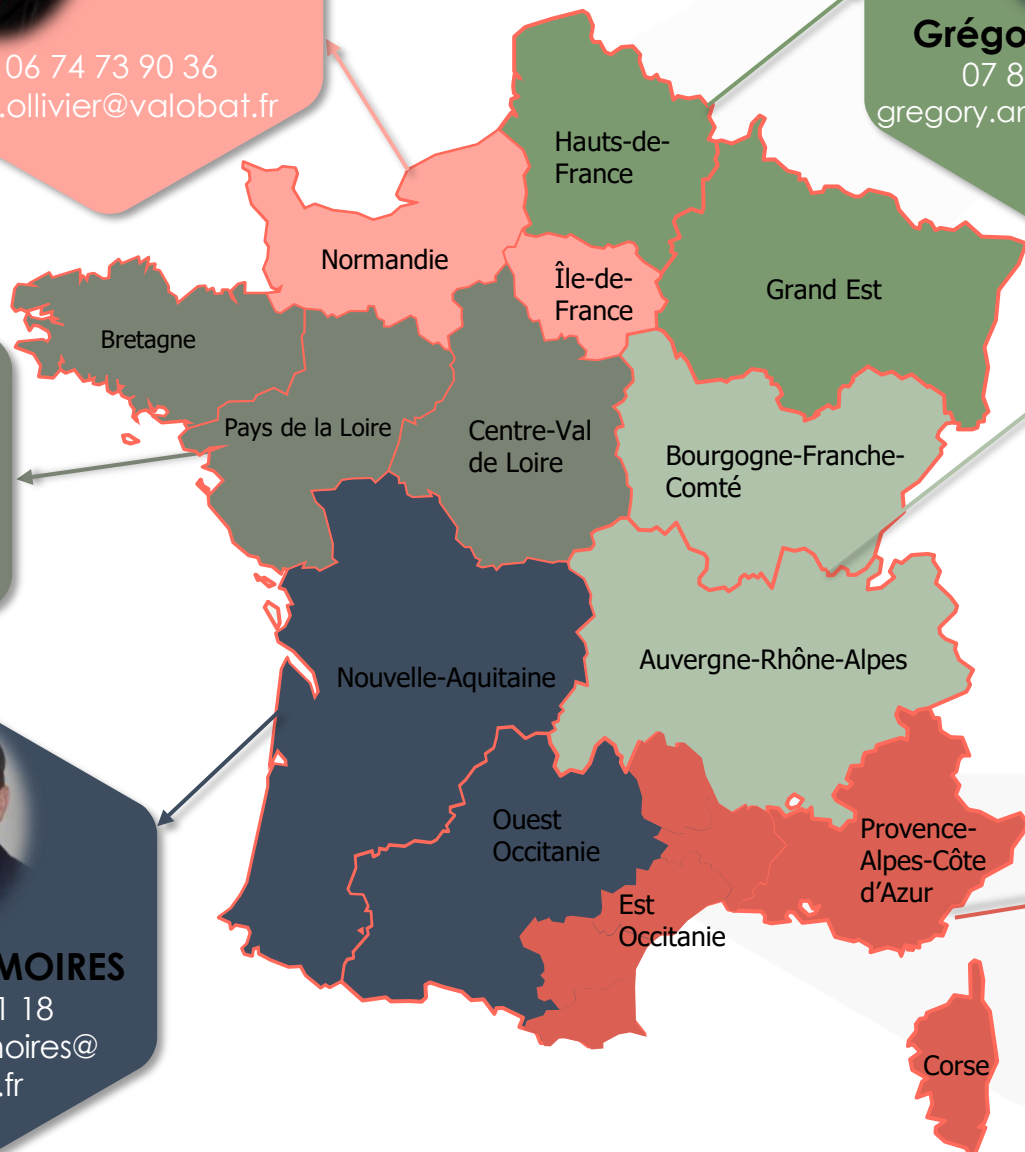 06 74 73 90 36
.ollivier@valobat.fr
Grégo
07 8
gregory.ar
Hauts-de-
France
Normandie
Île-de-
France
Grand Est
Bretagne
Pays de la Loire
Centre-Val
de Loire
Bourgogne-Franche-
Comté
Auvergne-Rhône-Alpes
Nouvelle-Aquitaine
Ouest
Occitanie
Provence-
Alpes-Côte
d’Azur
Est
Occitanie
MOIRES
1 18
noires@
.fr
Corse